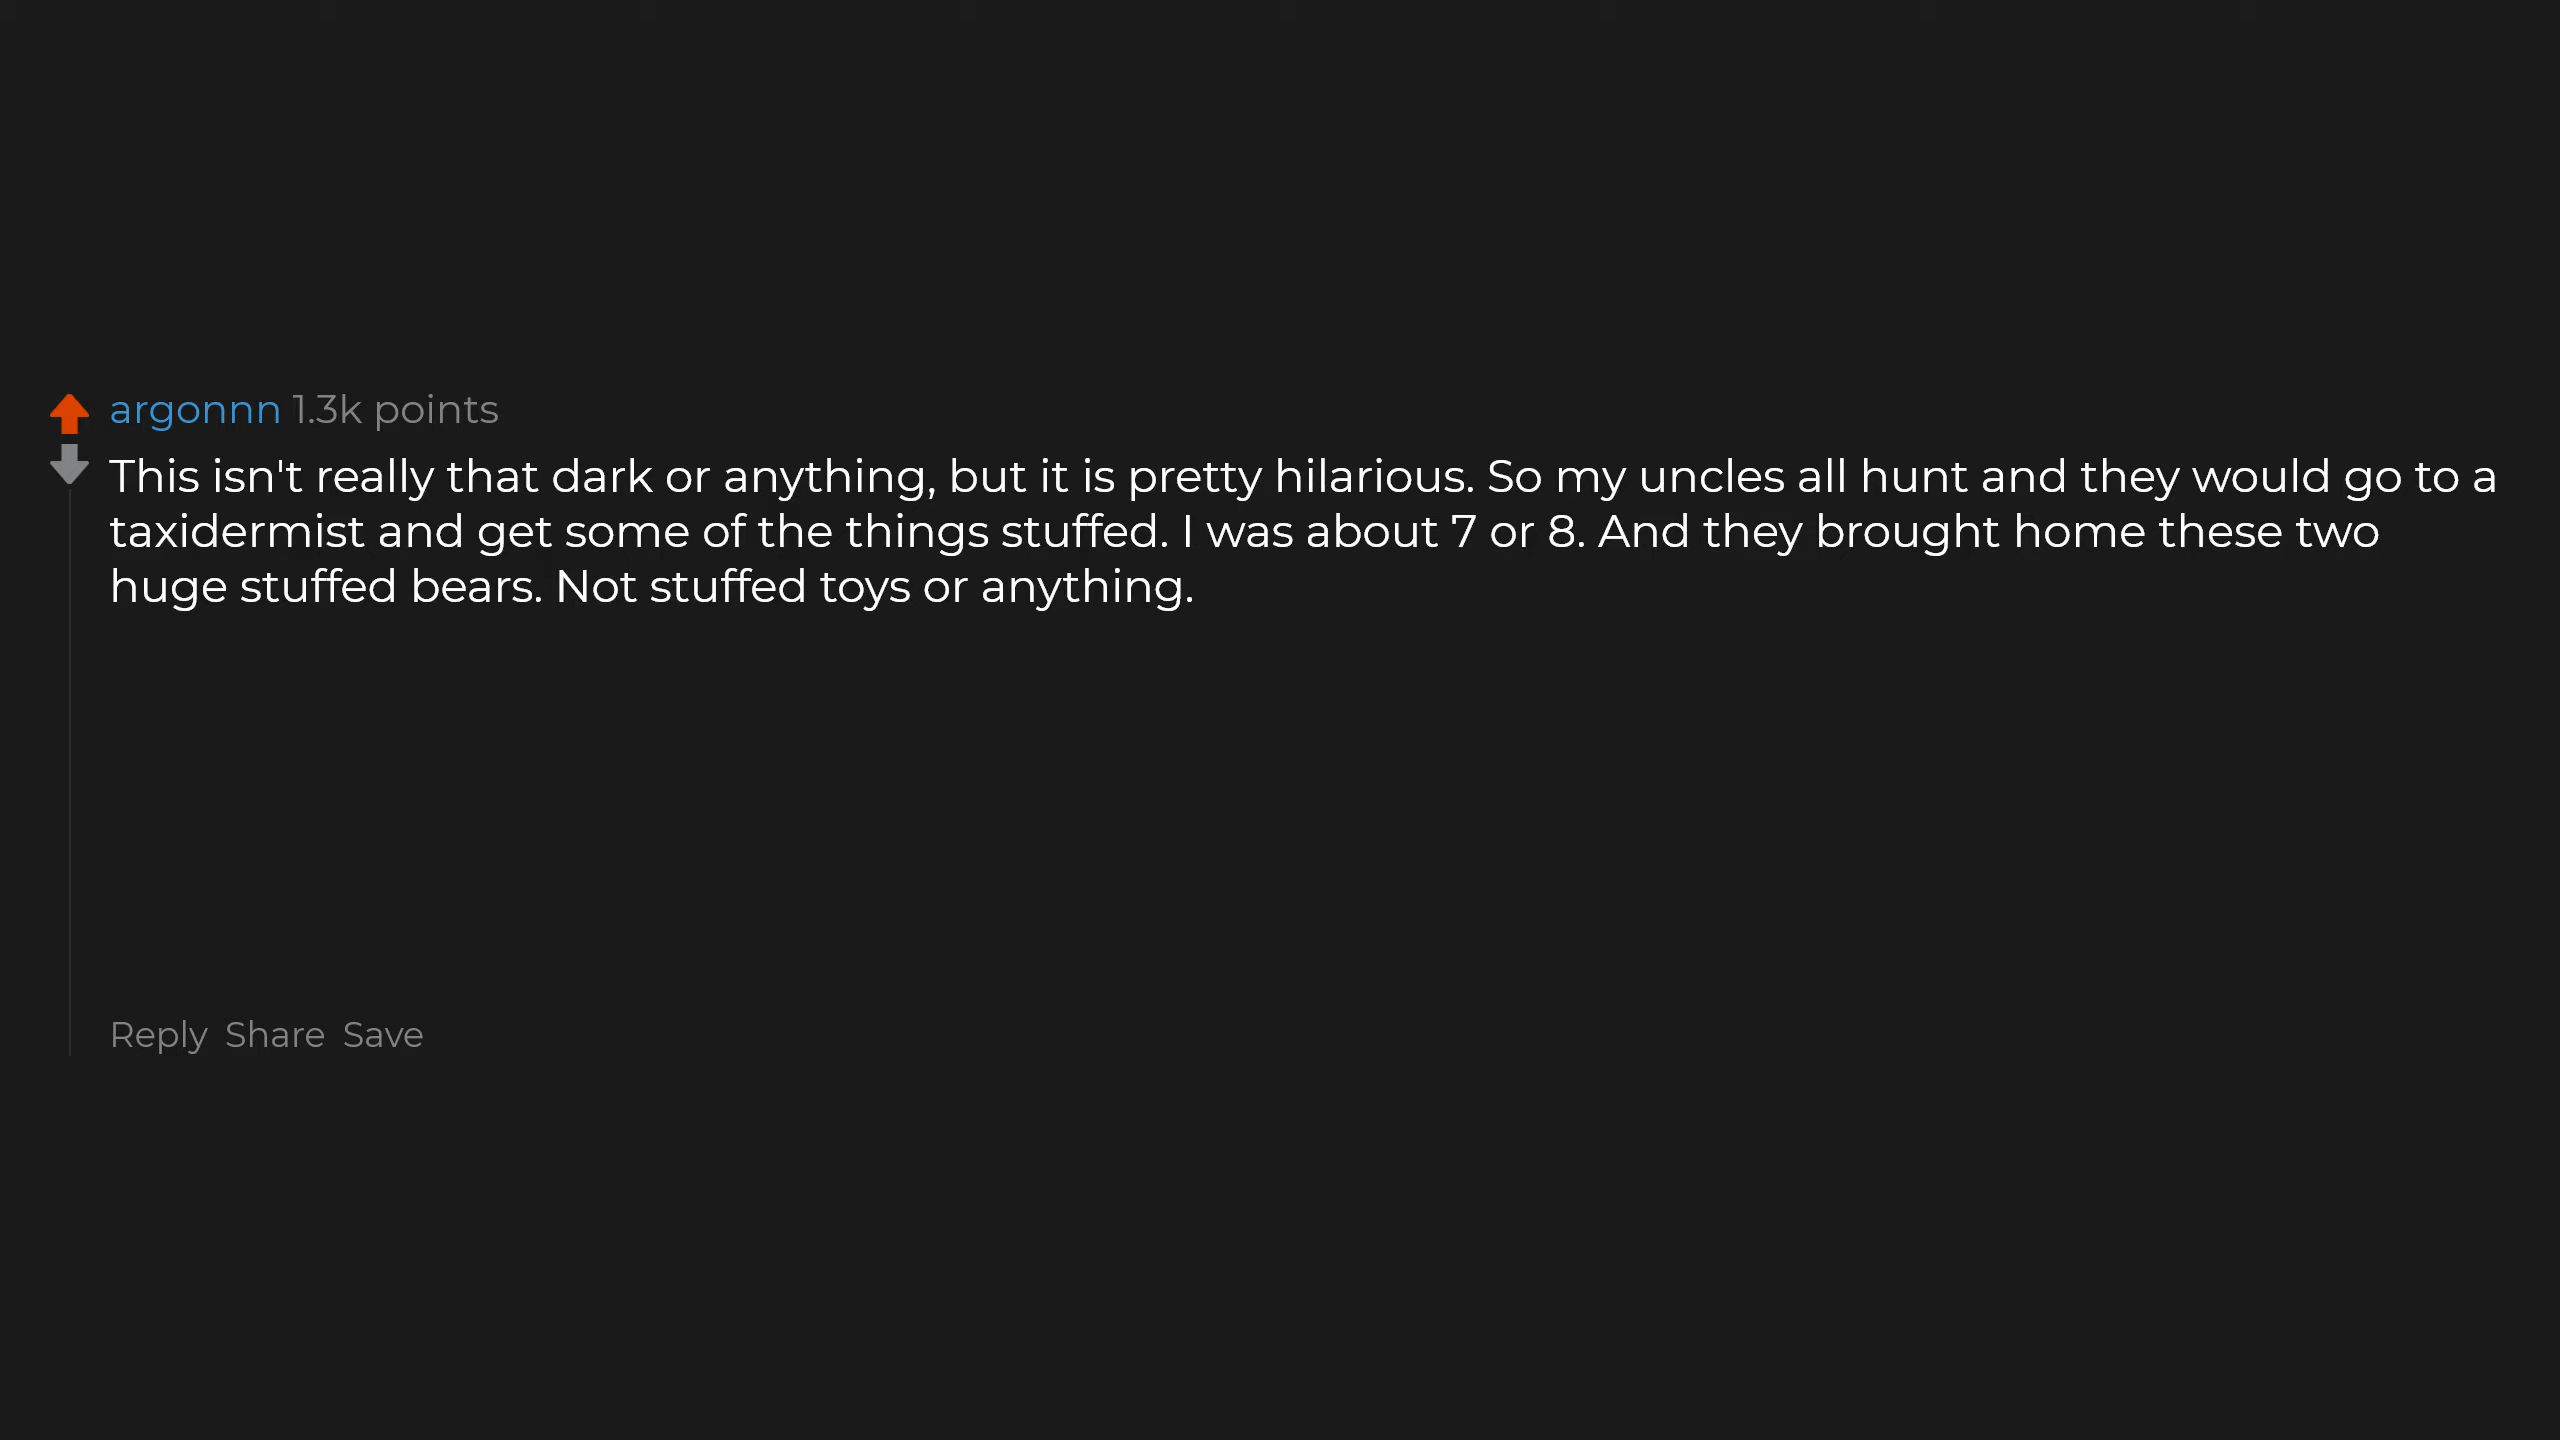 argonnn 1.3k points
This isn't really that dark or anything, but it is pretty hilarious. So my uncles all hunt and they would go to a
taxidermist and get some of the things stuffed. I was about 7 or 8. And they brought home these two
huge stuffed bears. Not stuffed toys or anything.
Reply Share Save